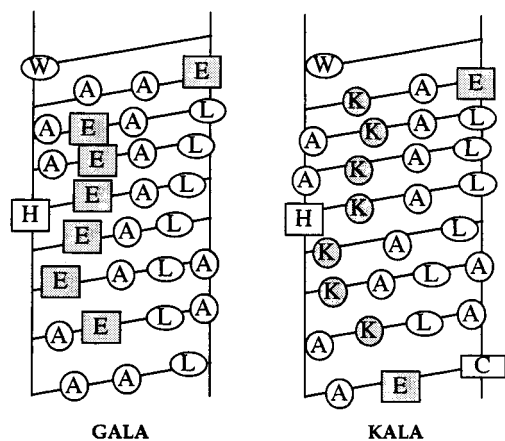 W
A A E
A E A L
A E A L
H E A L
E A L
E A L A
A E L A
A A L
GALA
W
K A E
A K A L
A K A L
H K A L
K A L
K A L A
A K L A
A E C
KALA